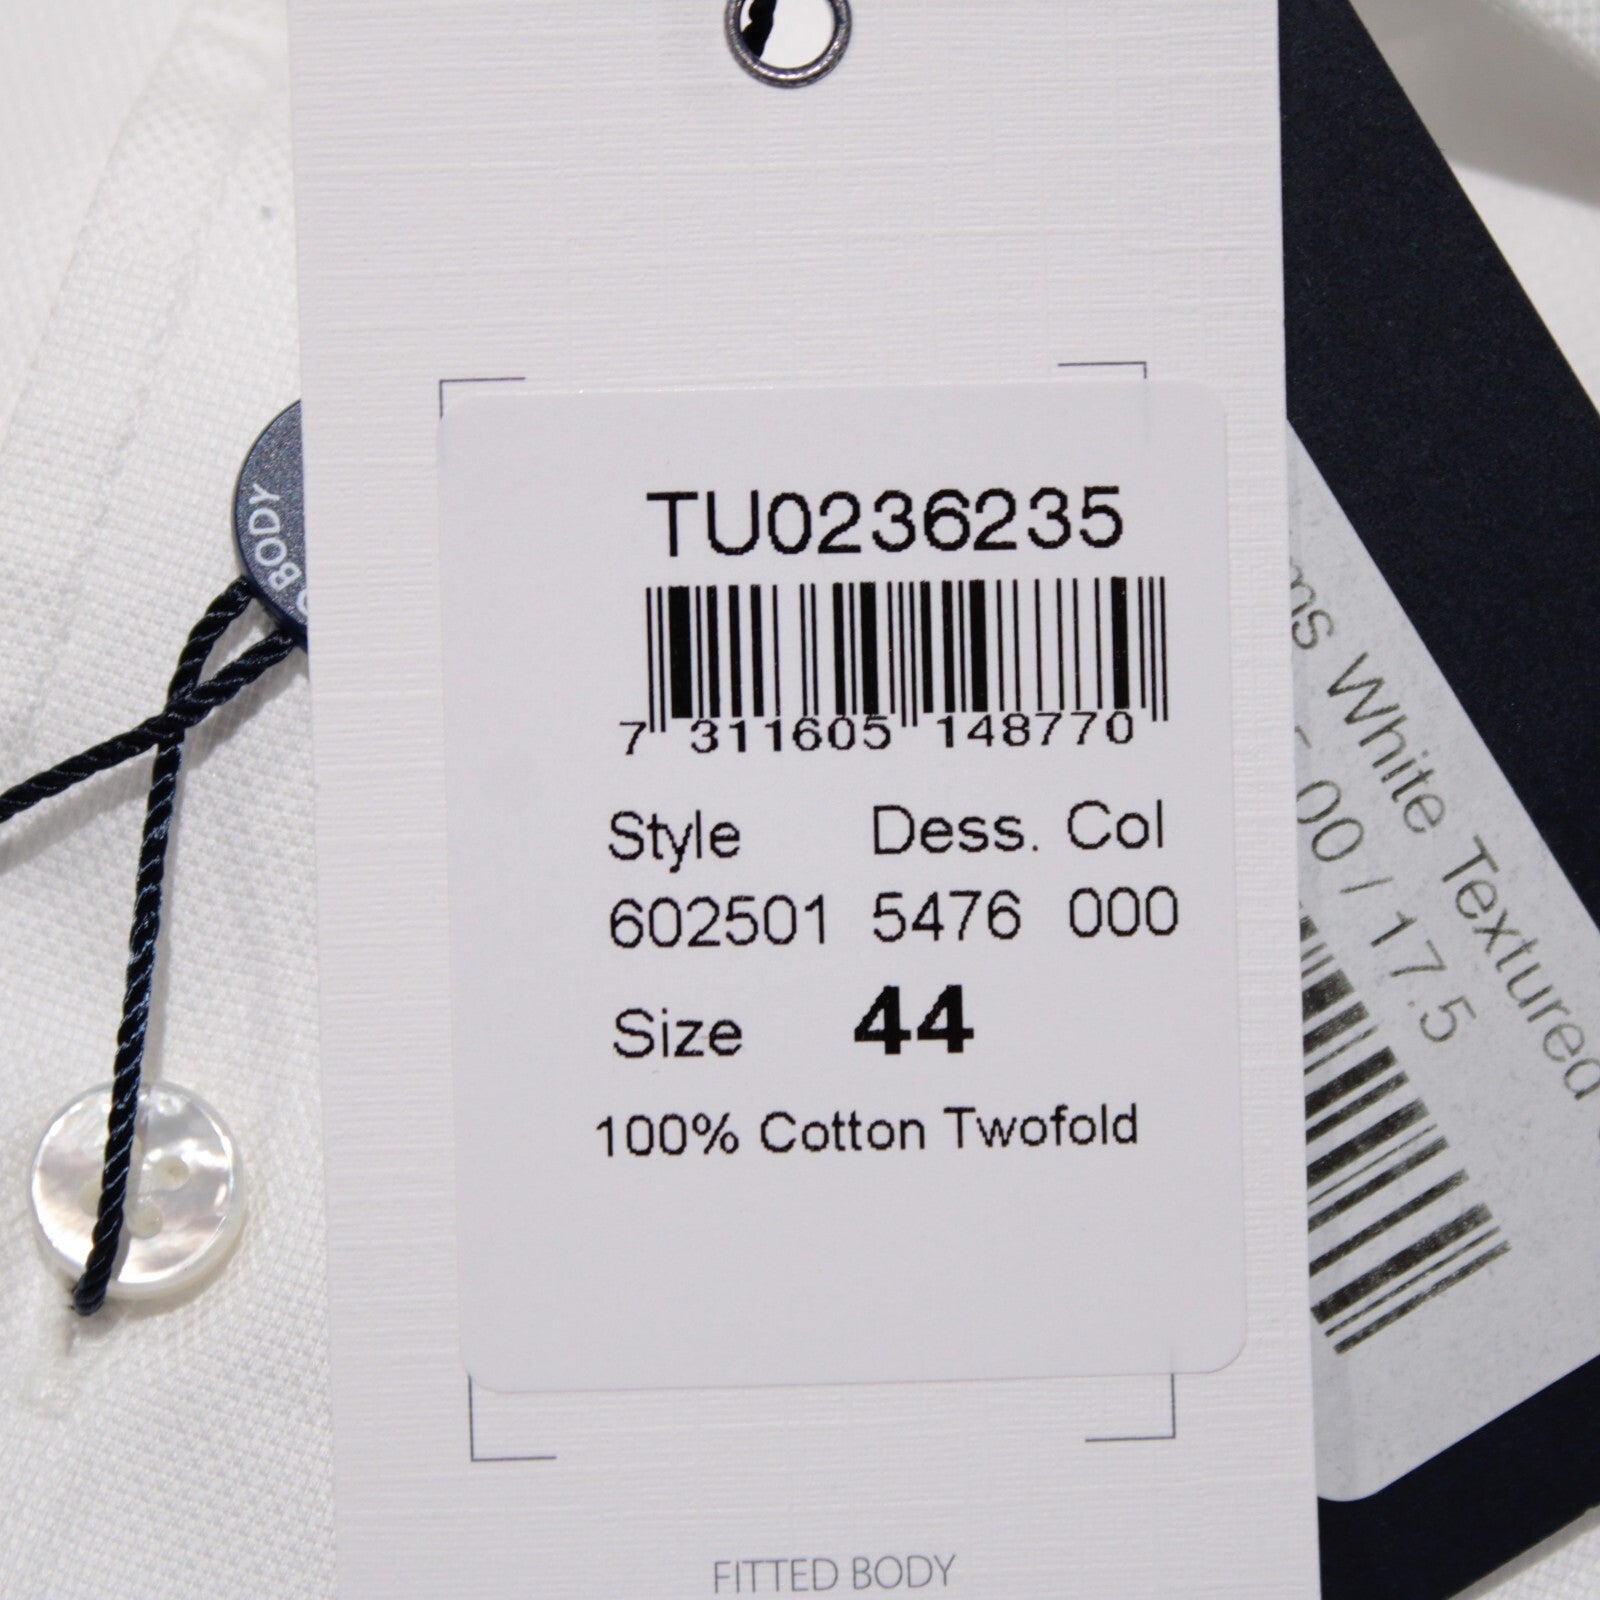 TU0236235
7 311605 148770
Style Dess. Col
602501 5476 000
Size 44
100% Cotton Twofold
FITTED BODY
BODY
White Textured
00 / 17.5